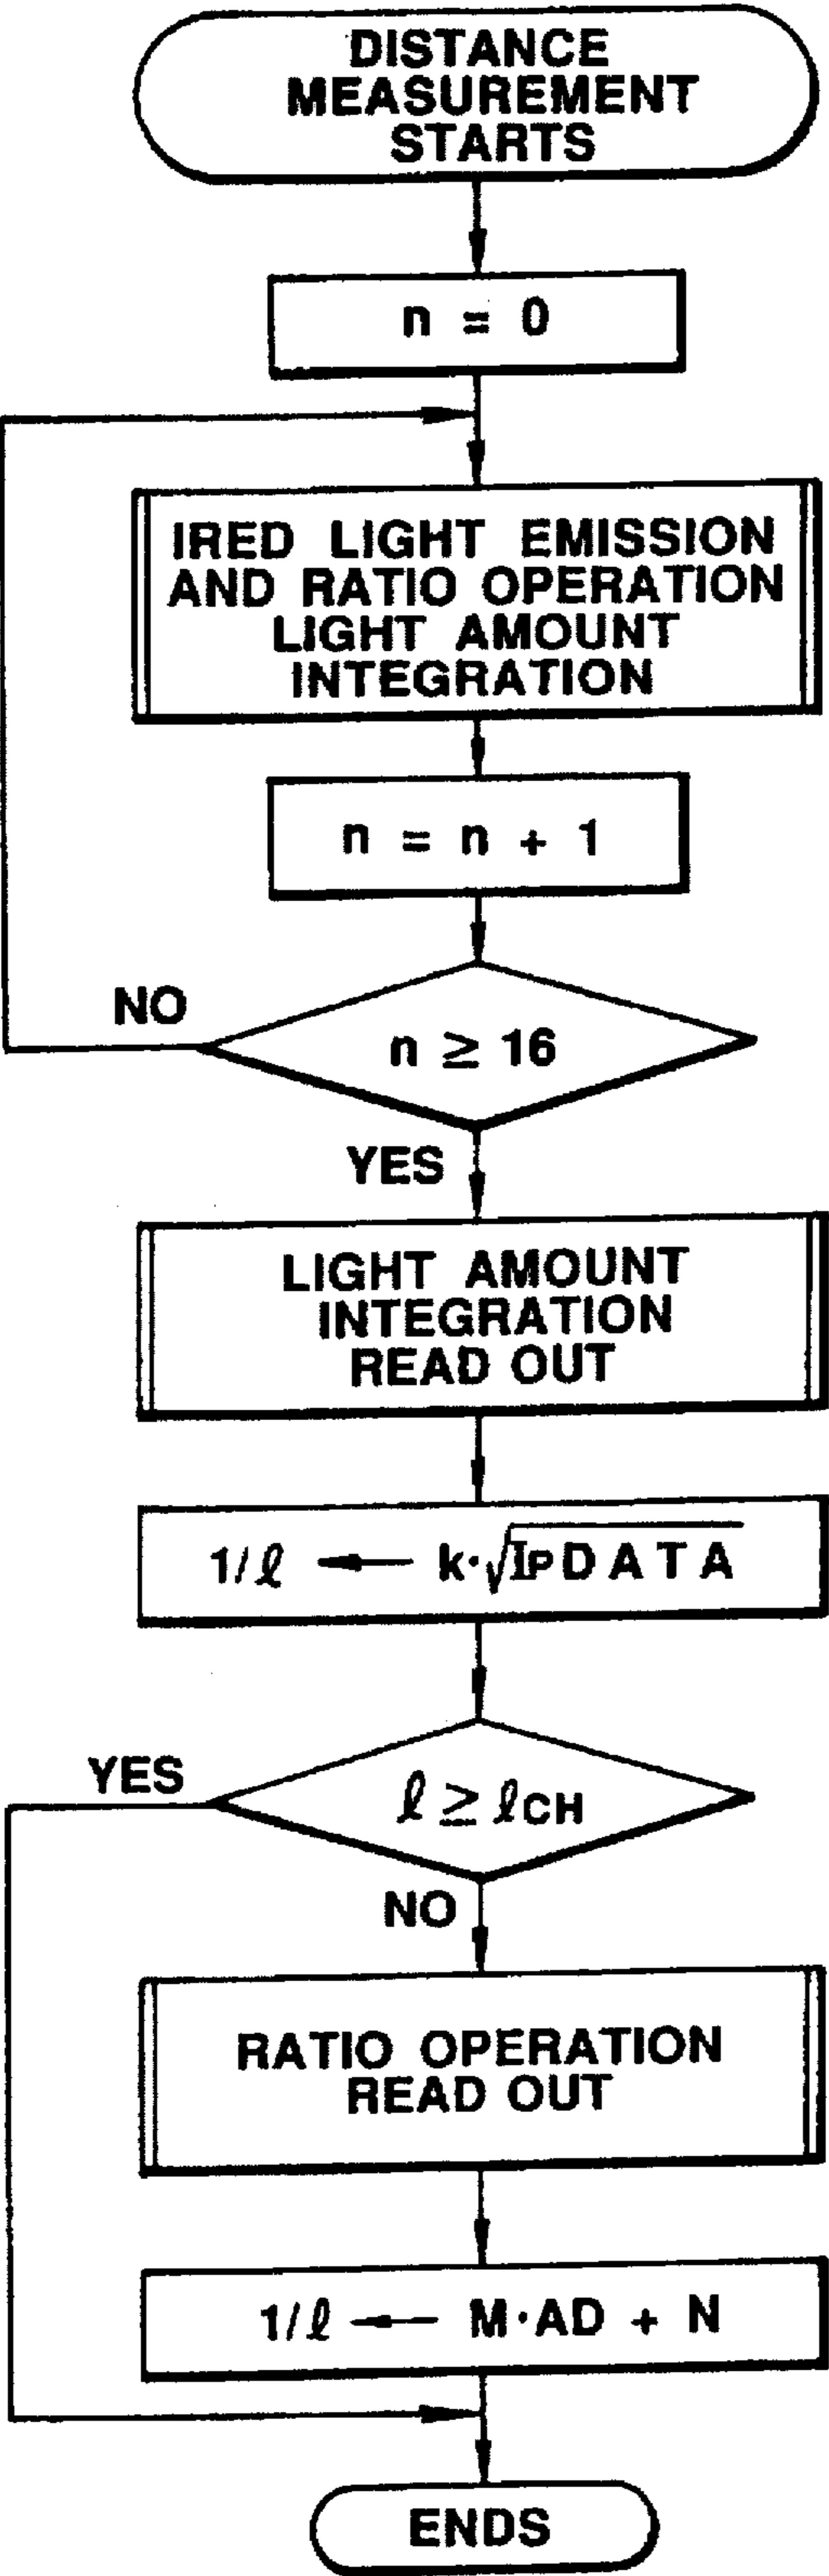 DISTANCE
MEASUREMENT
STARTS
n = 0
IRED LIGHT EMISSION
AND RATIO OPERATION
LIGHT AMOUNT
INTEGRATION
n = n + 1
NO
n ≥ 16
YES
LIGHT AMOUNT
INTEGRATION
READ OUT
1/ℓ ← k·√IPDATA
YES
ℓ ≥ ℓCH
NO
RATIO OPERATION
READ OUT
1/ℓ ← M·AD + N
ENDS